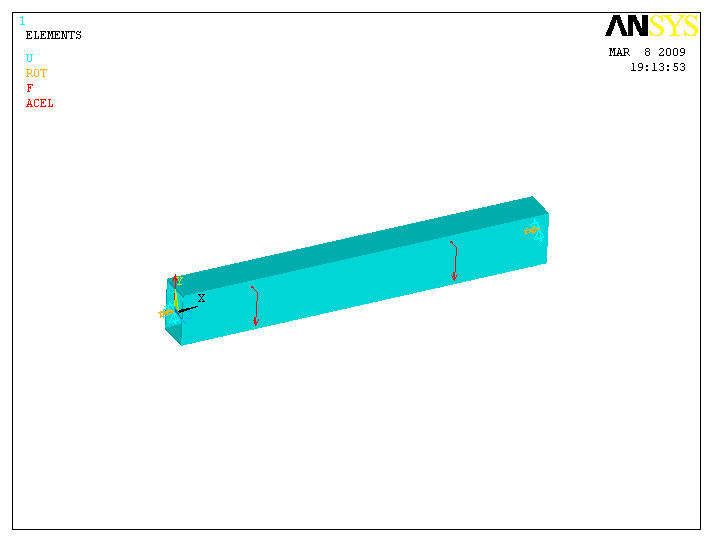 1
ELEMENTS
U
ROT
F
ACEL
ANSYS
MAR 8 2009
19:13:53
Y
X